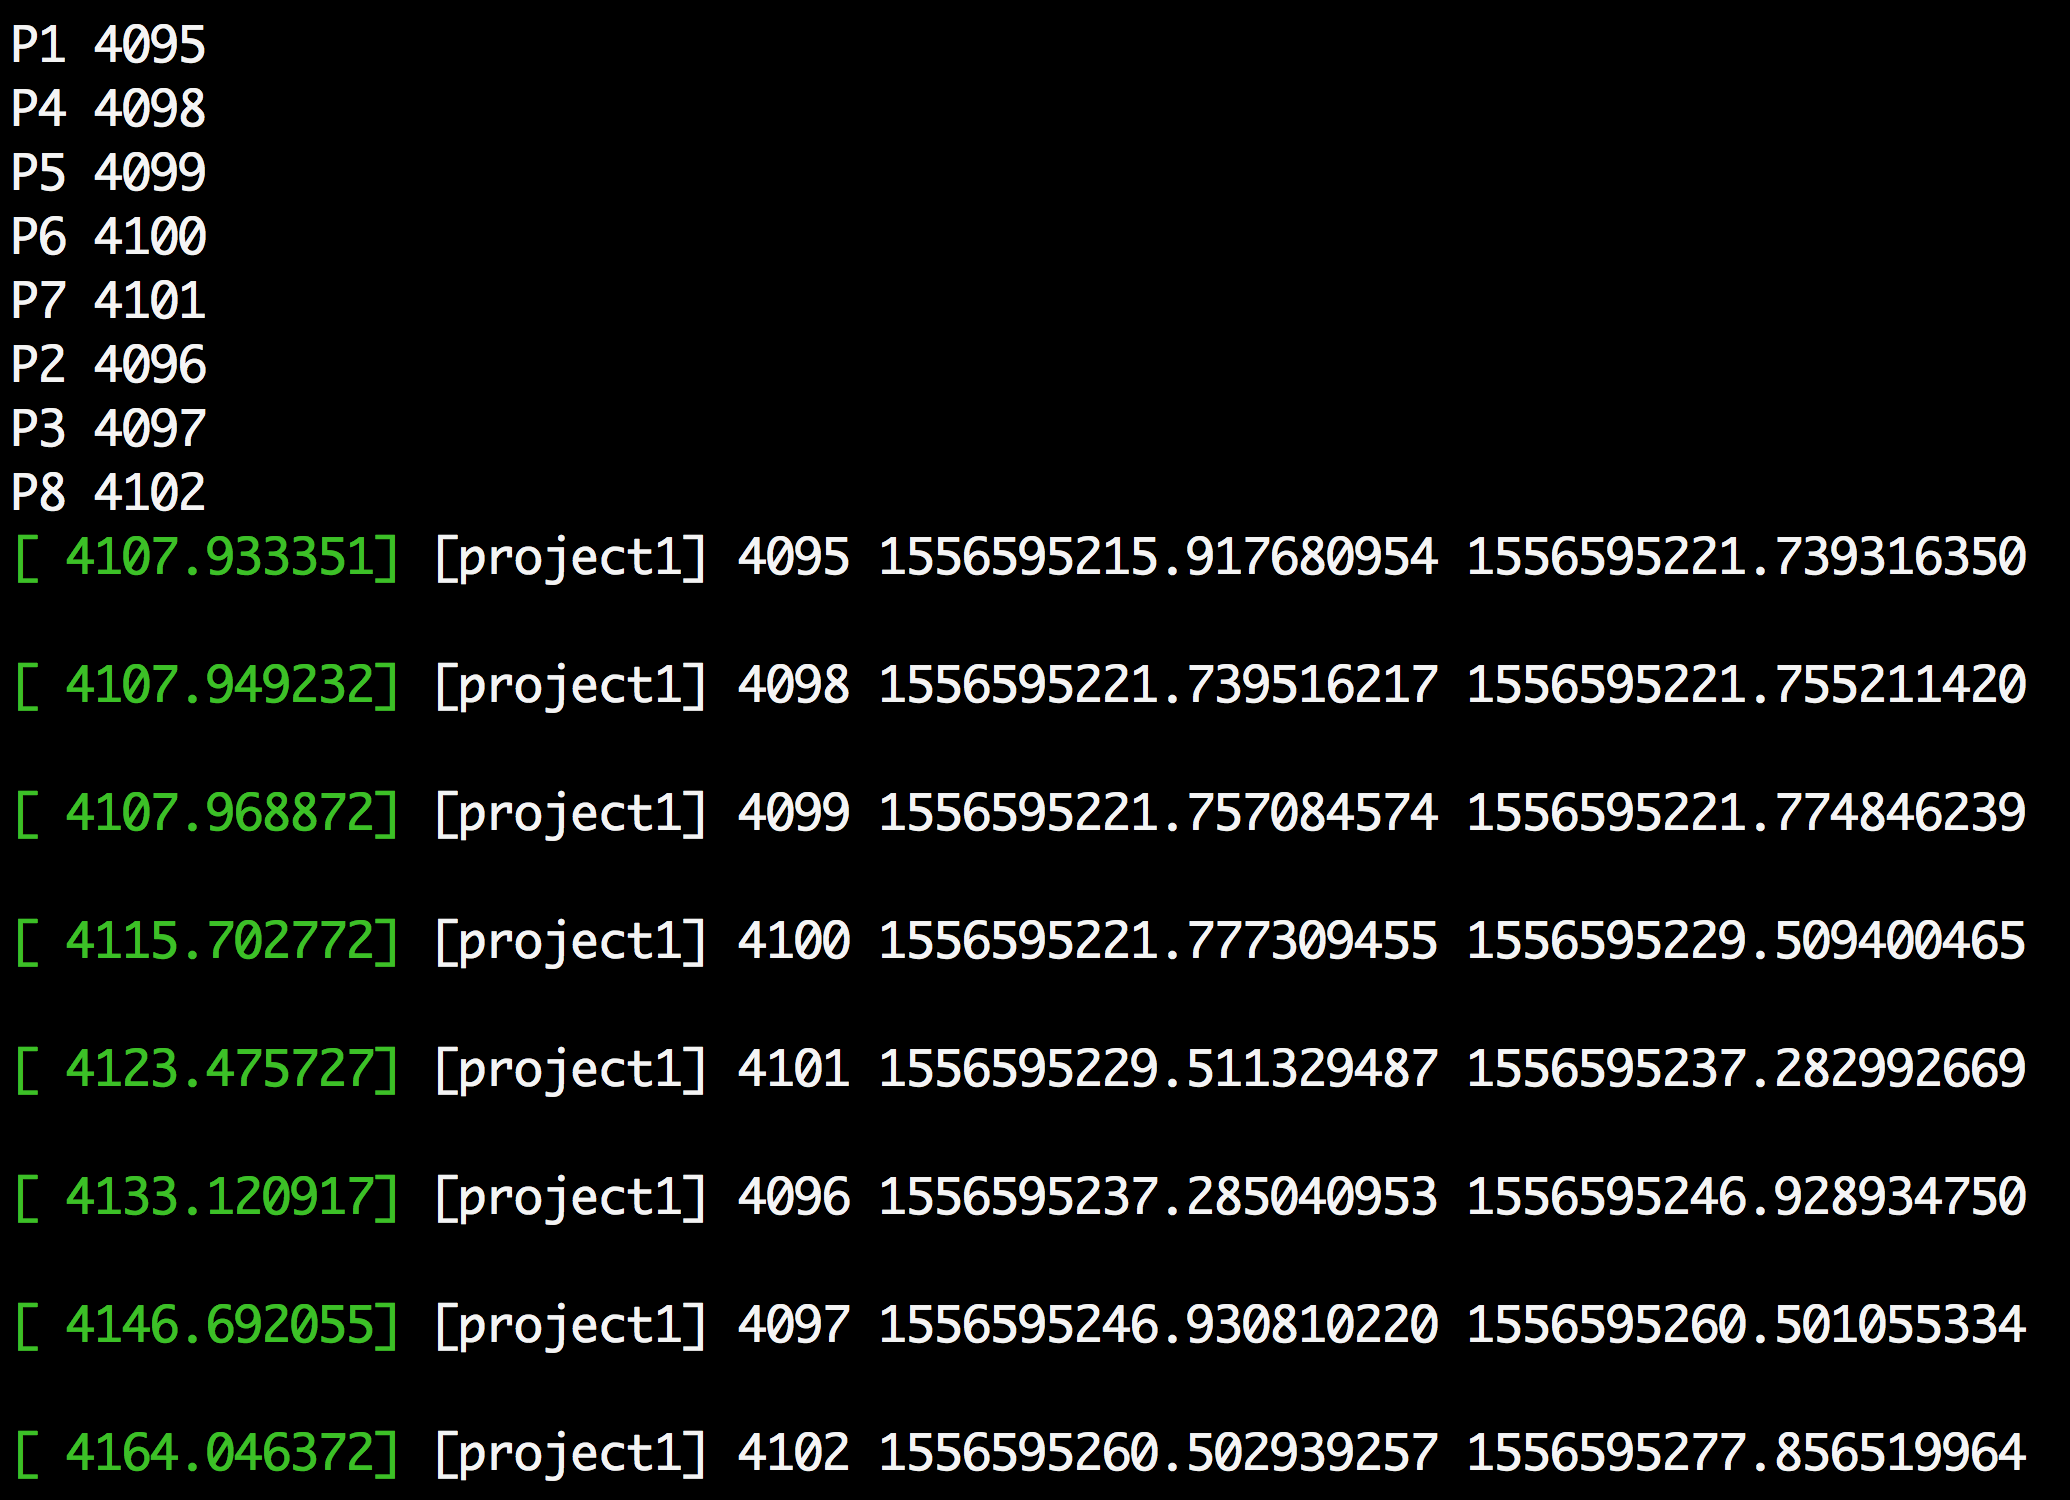 P1 4095
P4 4098
P5 4099
P6 4100
P7 4101
P2 4096
P3 4097
P8 4102
[ 4107.933351] [project1] 4095 1556595215.917680954 1556595221.739316350
[ 4107.949232] [project1] 4098 1556595221.739516217 1556595221.755211420
[ 4107.968872] [project1] 4099 1556595221.757084574 1556595221.774846239
[ 4115.702772] [project1] 4100 1556595221.777309455 1556595229.509400465
[ 4123.475727] [project1] 4101 1556595229.511329487 1556595237.282992669
[ 4133.120917] [project1] 4096 1556595237.285040953 1556595246.928934750
[ 4146.692055] [project1] 4097 1556595246.930810220 1556595260.501055334
[ 4164.046372] [project1] 4102 1556595260.502939257 1556595277.856519964